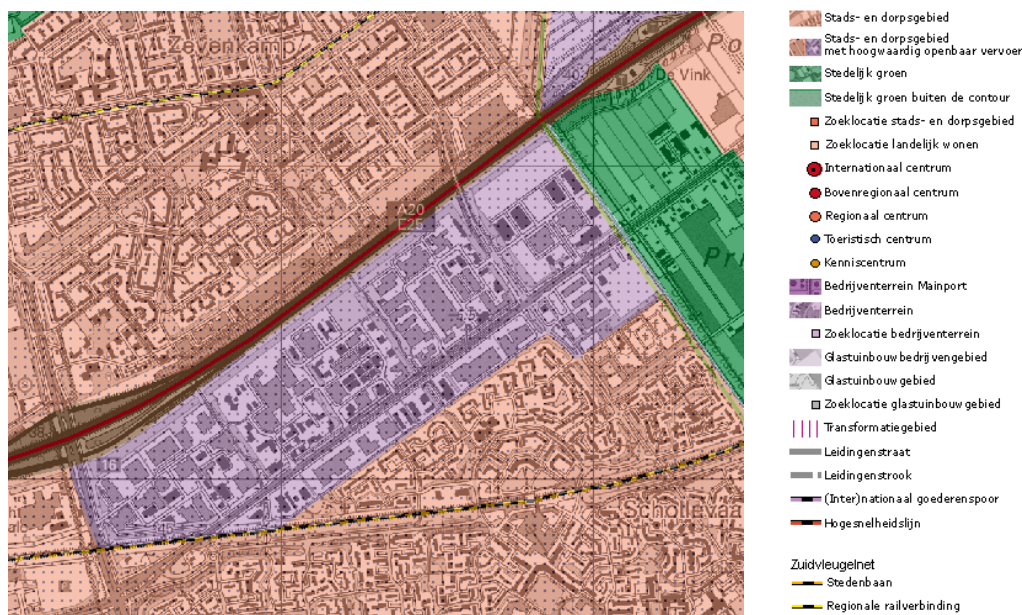 Zevenkamp
Po
De Vink
A20
E25
Pri
16
Schollevaa
Stads- en dorpsgebied
Stads- en dorpsgebied
met hoogwaardig openbaar vervoer
Stedelijk groen
Stedelijk groen buiten de contour
Zoeklocatie stads- en dorpsgebied
Zoeklocatie landelijk wonen
Internationaal centrum
Bovenregionaal centrum
Regionaal centrum
Toeristisch centrum
Kenniscentrum
Bedrijventerrein Mainport
Bedrijventerrein
Zoeklocatie bedrijventerrein
Glastuinbouwbedrijvengebied
Glastuinbouwgebied
Zoeklocatie glastuinbouwgebied
Transformatiegebied
Leidingenstraat
Leidingenstrook
(Inter)nationaal goederenspoor
Hogesnelheidslijn
Zuidvleugelnet
Stedenbaan
Regionale railverbinding